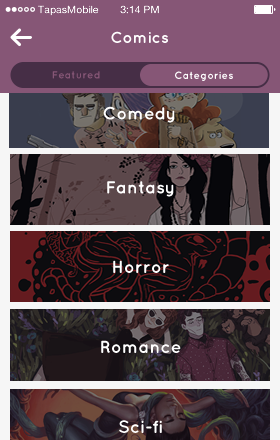 TapasMobile 3:14 PM
Comics
Featured Categories
Comedy
Fantasy
Horror
Romance
Sci-fi